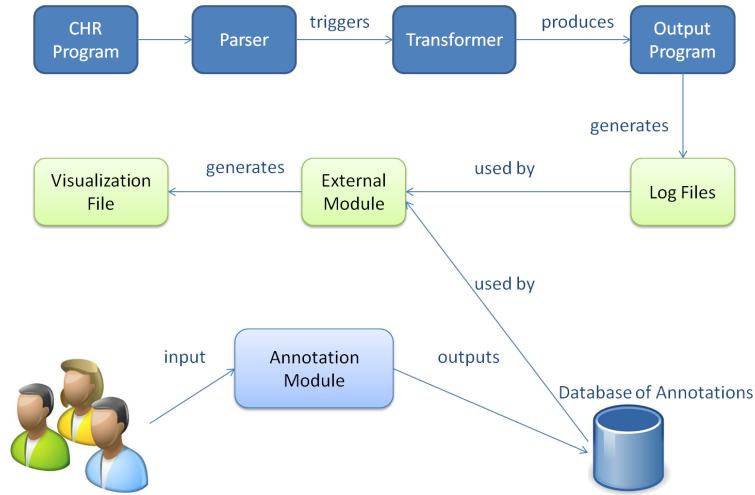 CHR
Program
Parser
triggers
Transformer
produces
Output
Program
generates
Visualization
File
generates
External
Module
used by
Log Files
used by
input
Annotation
Module
outputs
Database of Annotations